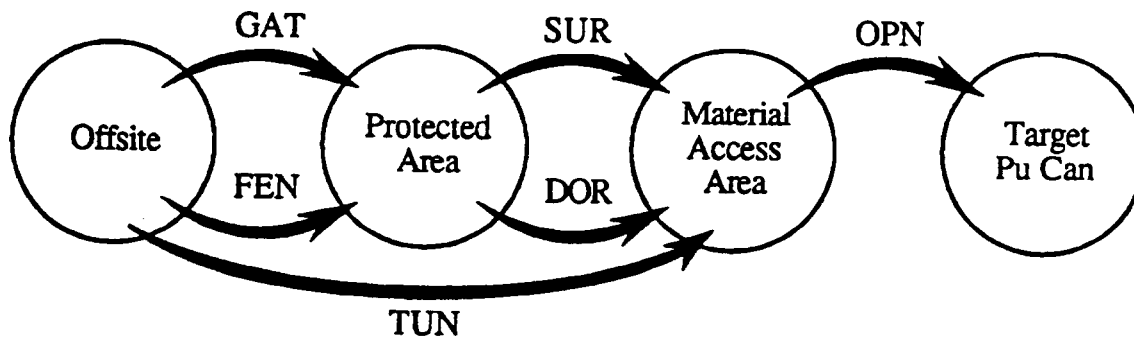 GAT
SUR
OPN
Offsite
Protected
Area
Material
Access
Area
Target
Pu Can
FEN
DOR
TUN